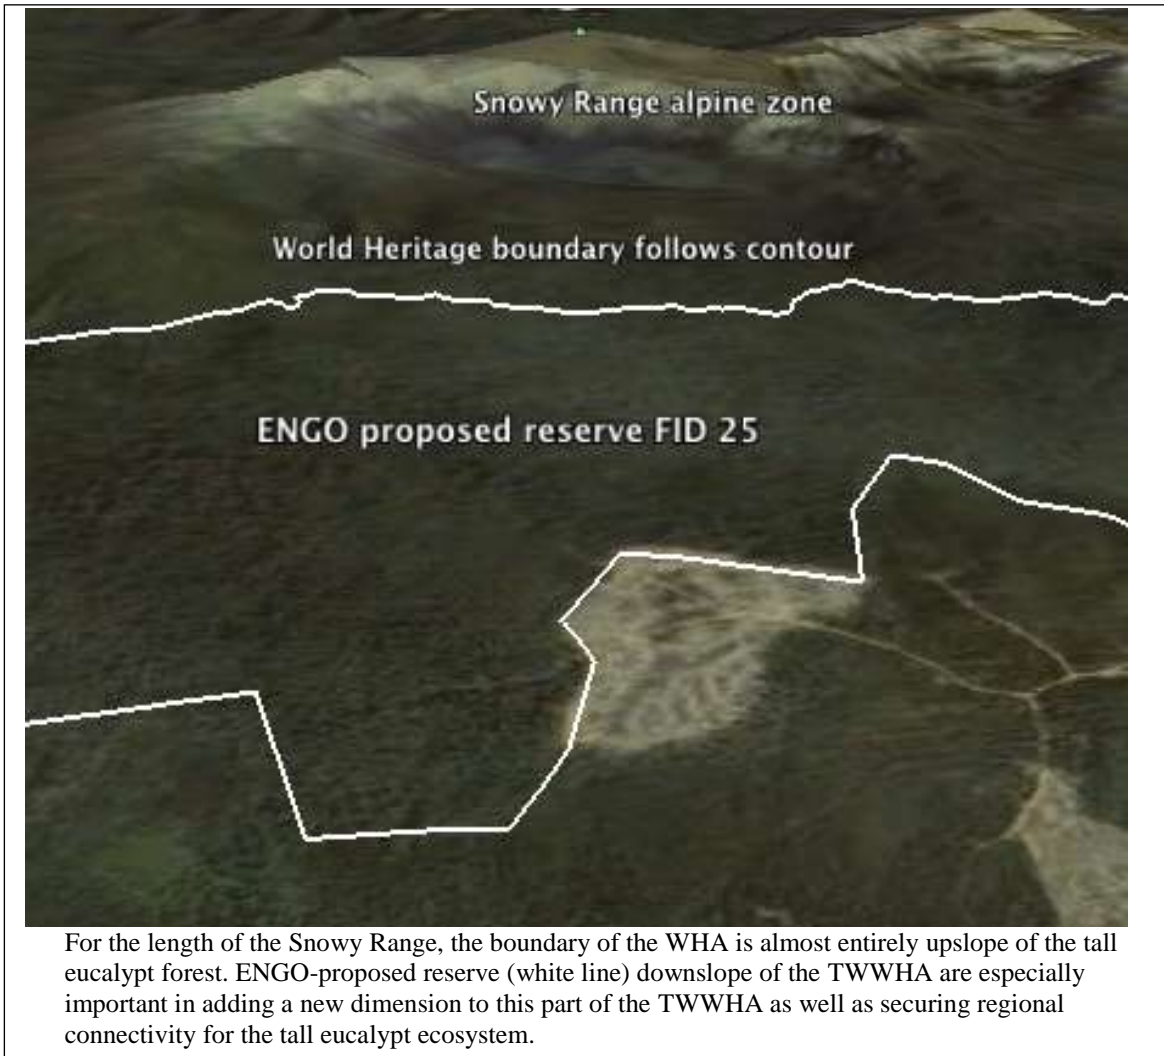 Snowy Range alpine zone
World Heritage boundary follows contour
ENGO proposed reserve FID 25
For the length of the Snowy Range, the boundary of the WHA is almost entirely upslope of the tall
eucalypt forest. ENGO-proposed reserve (white line) downslope of the TWWHA are especially
important in adding a new dimension to this part of the TWWHA as well as securing regional
connectivity for the tall eucalypt ecosystem.